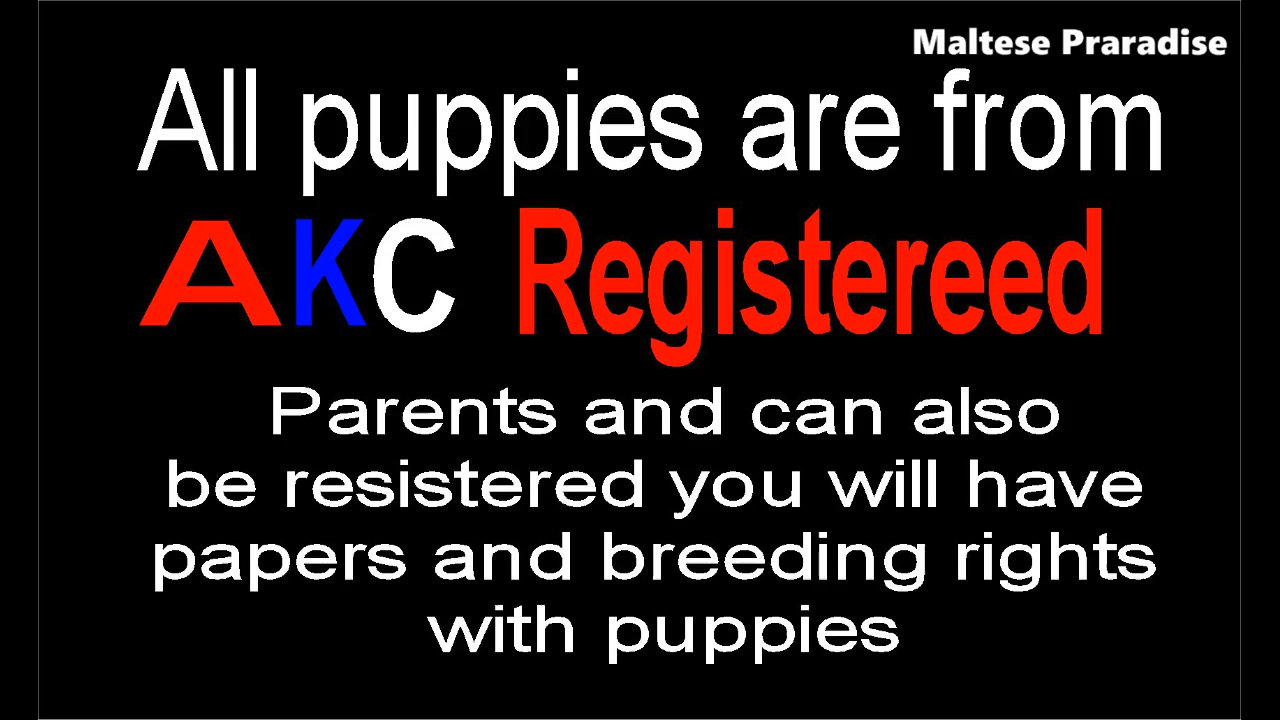 Maltese Praradise
All puppies are from
AKC Registereed
Parents and can also
be resistered you will have
papers and breeding rights
with puppies